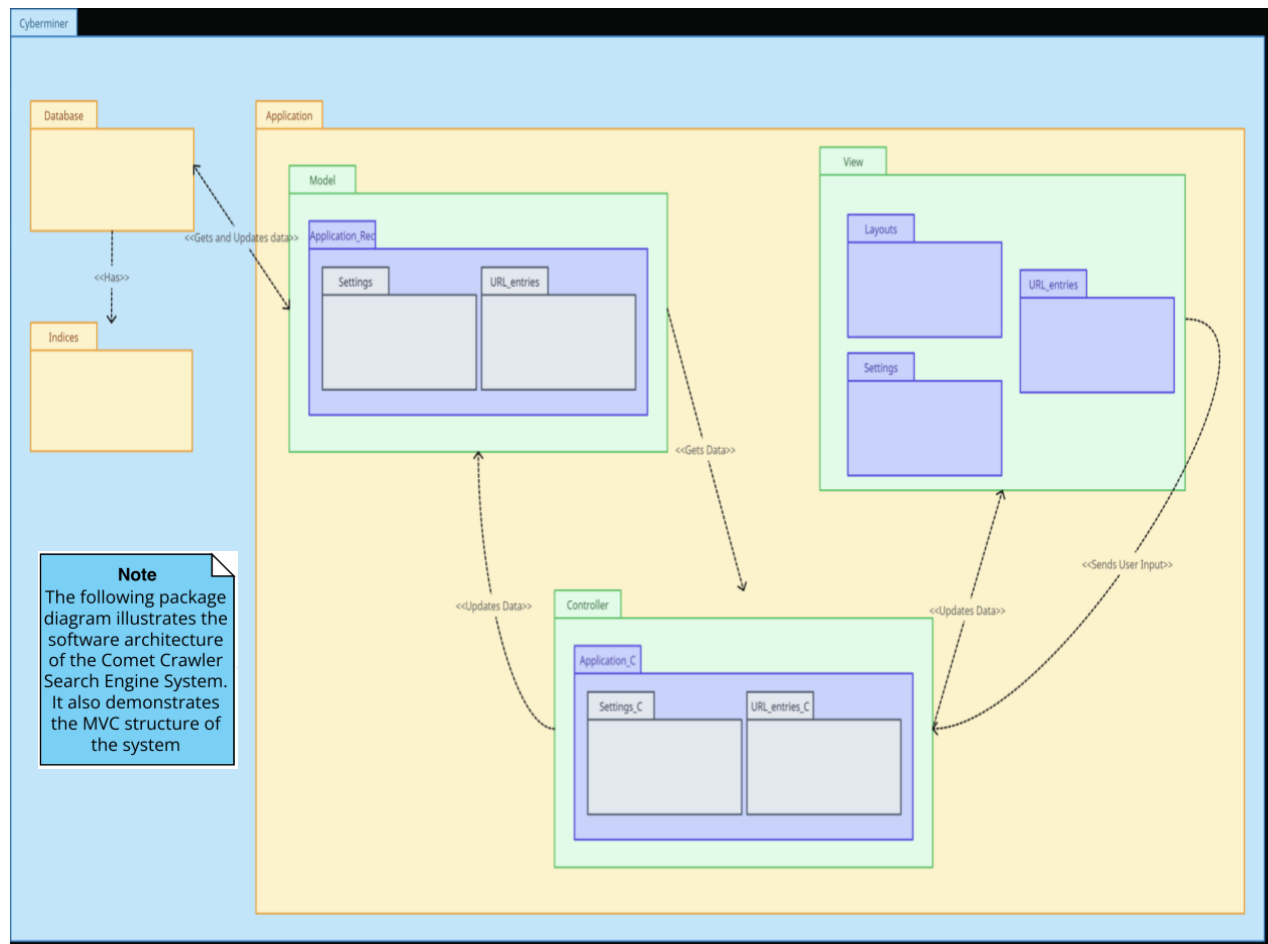 Cyberminer
Database
Application
View
Model
Layouts
<<Gets and Updates data>>
Application_Rec
Settings
URL_entries
URL_entries
<<Has>>
Indices
Settings
<<Gets Data>>
Note
The following package
diagram illustrates the
software architecture
of the Comet Crawler
Search Engine System.
It also demonstrates
the MVC structure of
the system
<<Sends User Input>>
<<Updates Data>>
<<Updates Data>>
Controller
Application_C
Settings_C
URL_entries_C